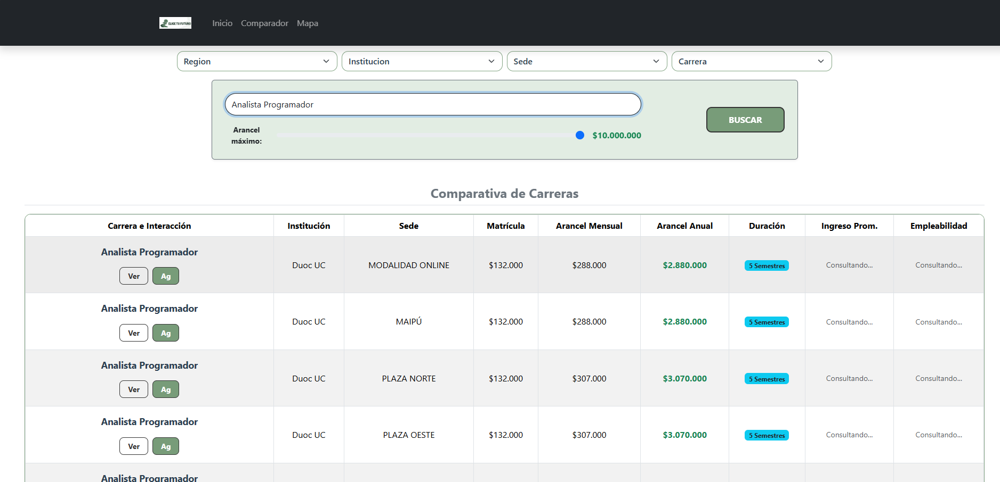 ELIGE TU FUTURO
Inicio Comparador Mapa
Region Institucion Sede Carrera
Analista Programador
Arancel
máximo:
$10.000.000
BUSCAR
Comparativa de Carreras
Carrera e Interacción Institución Sede Matrícula Arancel Mensual Arancel Anual Duración Ingreso Prom. Empleabilidad
Analista Programador
Ver Ag
Duoc UC MODALIDAD ONLINE $132.000 $288.000 $2.880.000 5 Semestres Consultando... Consultando...
Analista Programador
Ver Ag
Duoc UC MAIPÚ $132.000 $288.000 $2.880.000 5 Semestres Consultando... Consultando...
Analista Programador
Ver Ag
Duoc UC PLAZA NORTE $132.000 $307.000 $3.070.000 5 Semestres Consultando... Consultando...
Analista Programador
Ver Ag
Duoc UC PLAZA OESTE $132.000 $307.000 $3.070.000 5 Semestres Consultando... Consultando...
Analista Programador